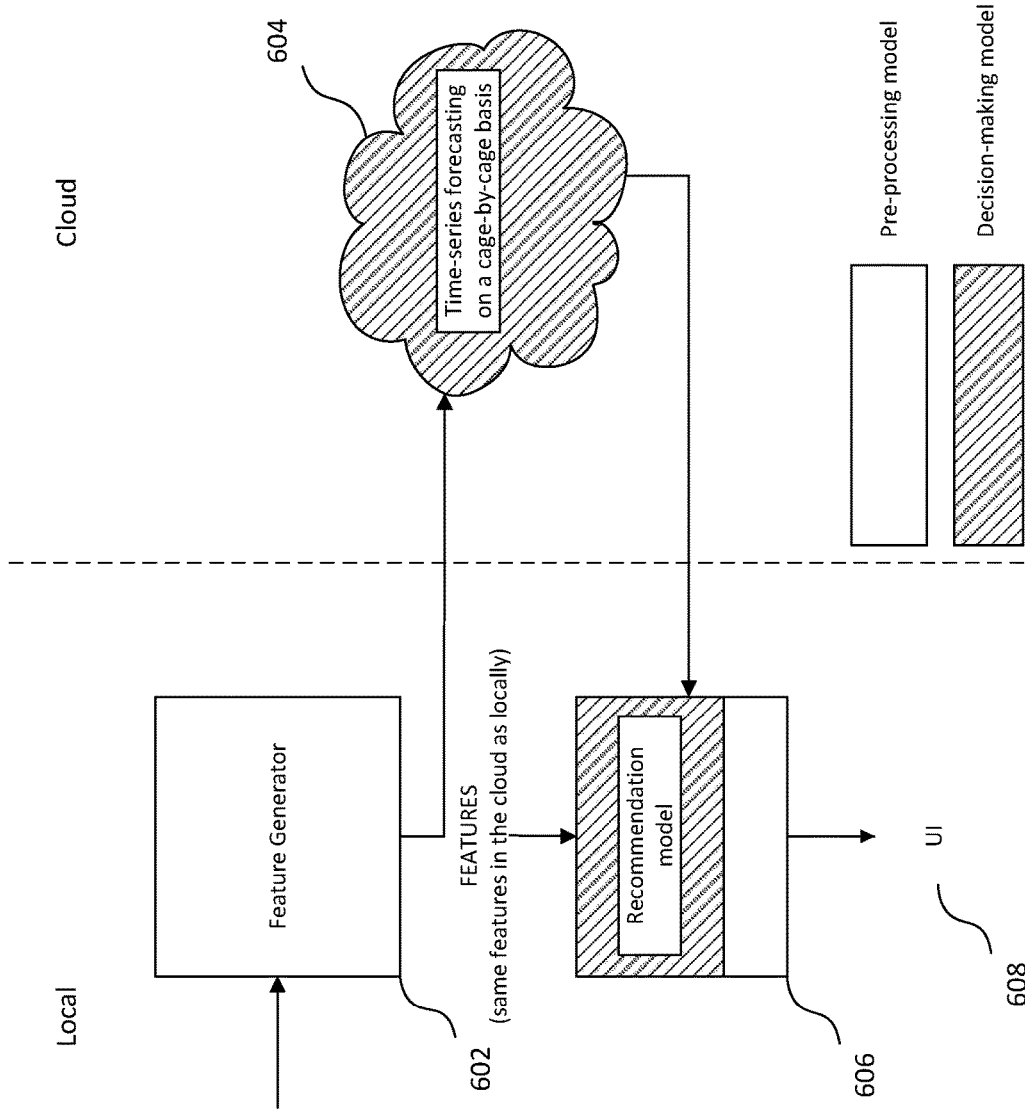 Local
Cloud
Feature Generator
602
604
Time-series forecasting
on a cage-by-cage basis
FEATURES
(same features in the cloud as locally)
Recommendation
model
606
UI
608
Pre-processing model
Decision-making model